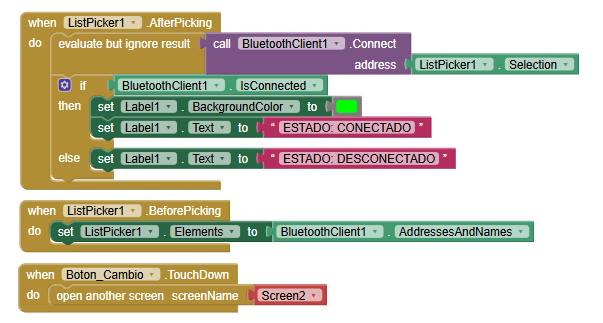 when ListPicker1 .AfterPicking
do evaluate but ignore result call BluetoothClient1 .Connect
address ListPicker1 . Selection
if BluetoothClient1 . IsConnected
then set Label1 . BackgroundColor to
set Label1 . Text to " ESTADO: CONECTADO "
else set Label1 . Text to " ESTADO: DESCONECTADO "
when ListPicker1 .BeforePicking
do set ListPicker1 . Elements to BluetoothClient1 . AddressesAndNames
when Boton_Cambio .TouchDown
do open another screen screenName Screen2